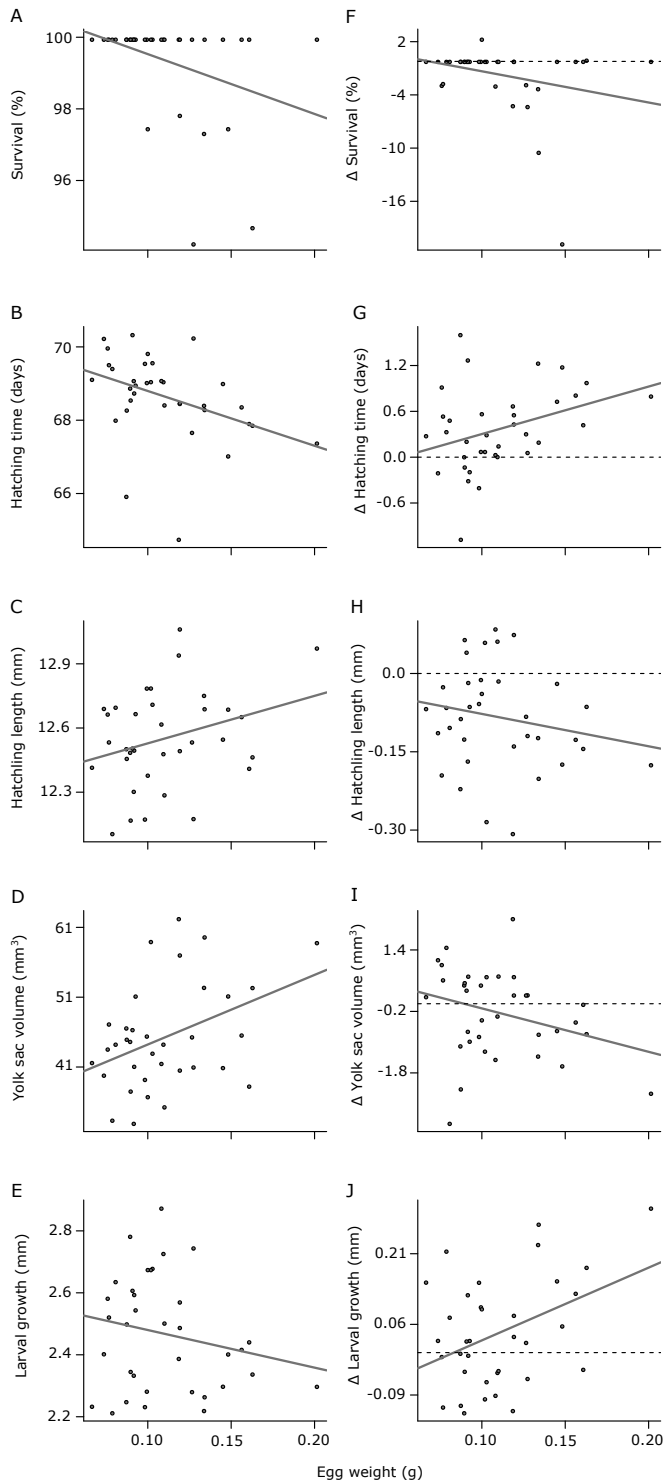 A
F
100
98
96
Survival (%)
2
-4
-10
-16
Δ Survival (%)
B
G
70
68
66
Hatching time (days)
1.2
0.6
0.0
-0.6
Δ Hatching time (days)
C
H
12.9
12.6
12.3
Hatchling length (mm)
0.0
-0.15
-0.30
Δ Hatchling length (mm)
D
I
61
51
41
Yolk sac volume (mm³)
1.4
-0.2
-1.8
Δ Yolk sac volume (mm³)
E
J
2.8
2.6
2.4
2.2
Larval growth (mm)
0.21
0.06
-0.09
Δ Larval growth (mm)
0.10 0.15 0.20 0.10 0.15 0.20
Egg weight (g)